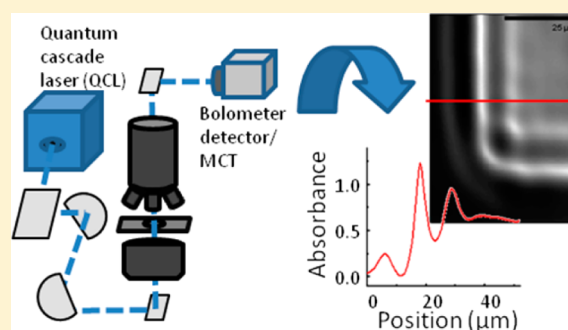 Quantum
cascade
laser (QCL)
Bolometer
detector/
MCT
25
Absorbance
1.0
0.5
0.0
0 20 40
Position (μm)